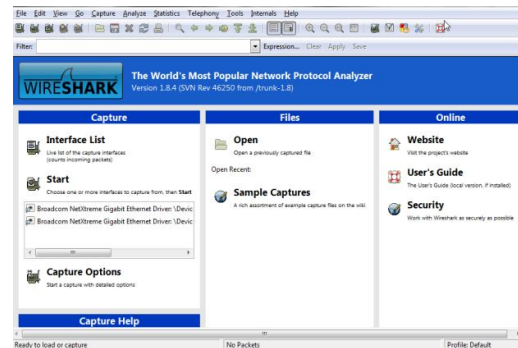 File Edit View Go Capture Analyze Statistics Telephony Tools Internals Help
Filter: Expression... Clear Apply Save
WIRESHARK
The World's Most Popular Network Protocol Analyzer
Version 1.8.4 (SVN Rev 46250 from /trunk-1.8)
Capture
Interface List
Live list of the capture interfaces
(counts incoming packets)
Start
Choose one or more interfaces to capture from, then Start
Broadcom NetXtreme Gigabit Ethernet Driver: \Devic
Broadcom NetXtreme Gigabit Ethernet Driver: \Devic
Capture Options
Start a capture with detailed options
Capture Help
Files
Open
Open a previously captured file
Open Recent:
Sample Captures
A rich assortment of example capture files on the wiki
Online
Website
Visit the project's website
User's Guide
The User's Guide (local version, if installed)
Security
Work with Wireshark as securely as possible
Ready to load or capture
No Packets
Profile: Default